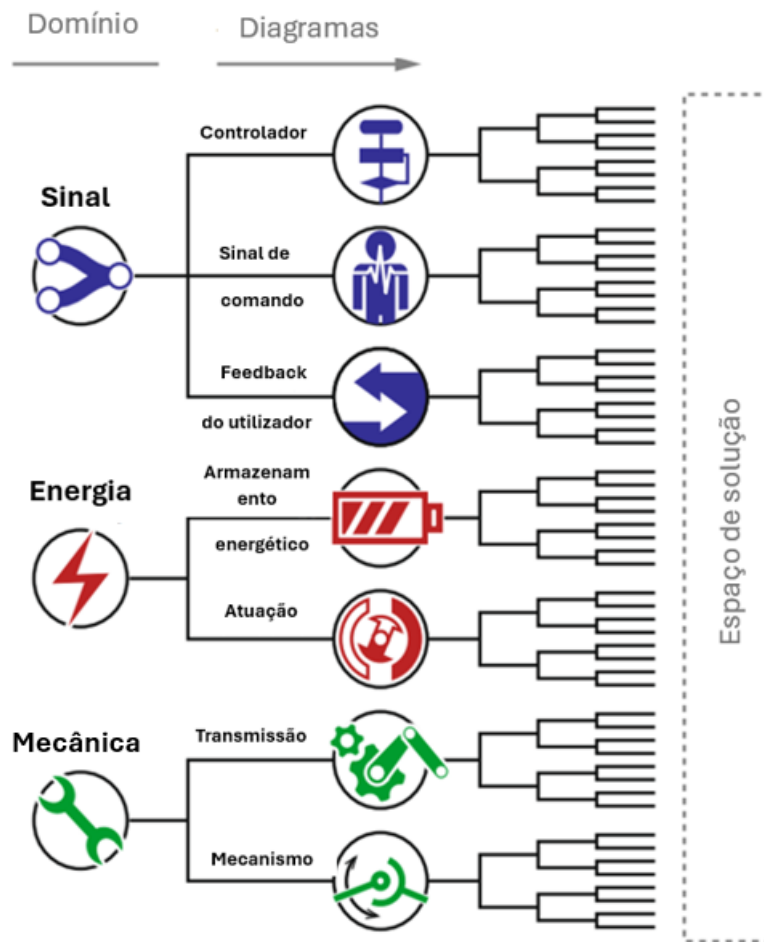 Domínio
Diagramas
Controlador
Sinal
Sinal de
comando
Feedback
do utilizador
Energia
Armazenam
ento
energético
Atuação
Mecânica
Transmissão
Mecanismo
Espaço de solução